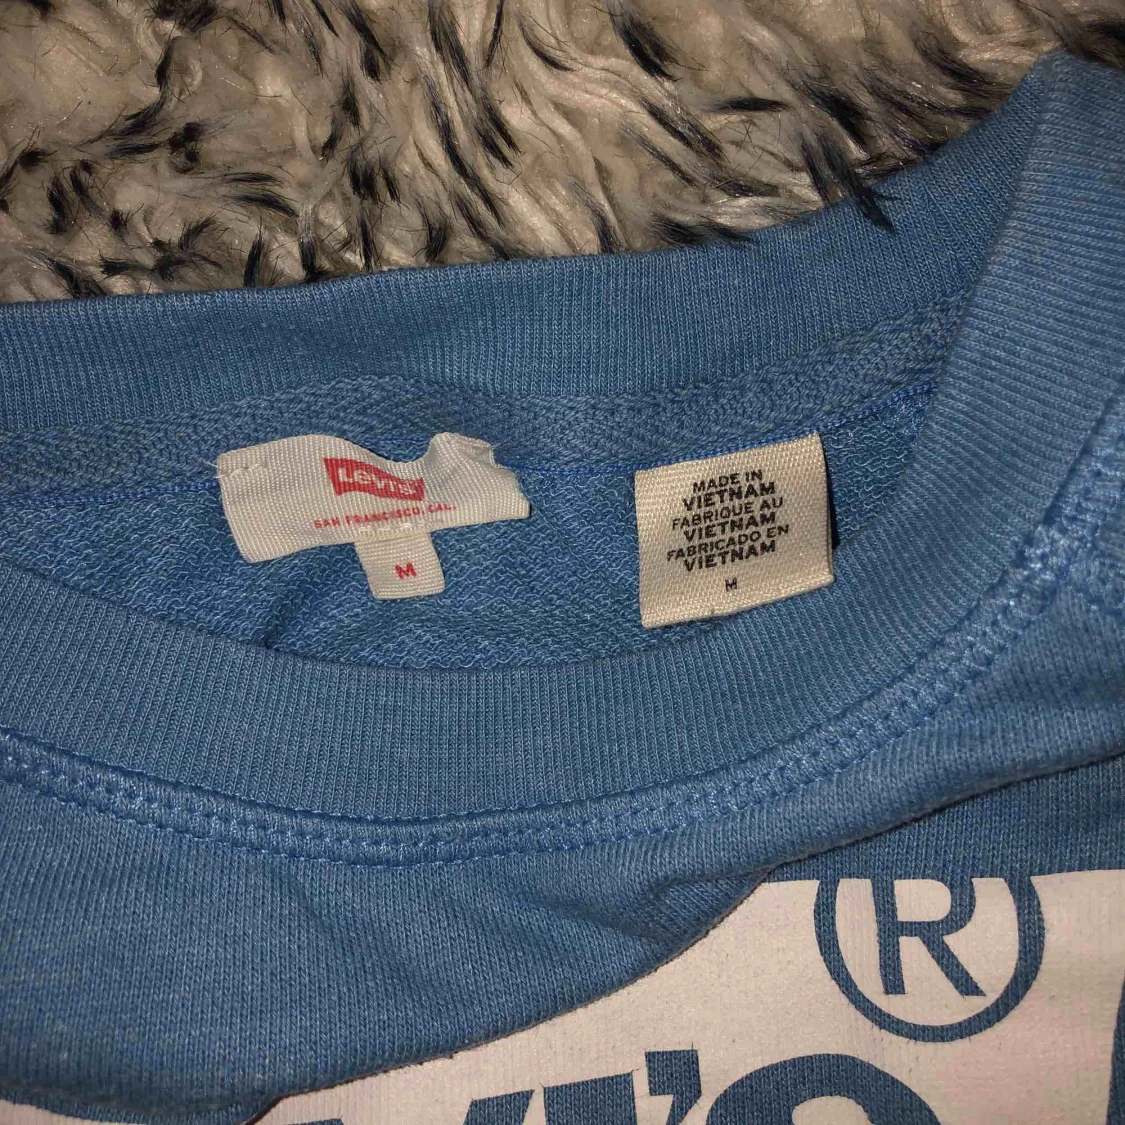 Levi's
SAN FRANCISCO, CAL.
M
MADE IN
VIETNAM
FABRIQUE AU
VIETNAM
FABRICADO EN
VIETNAM
M
®